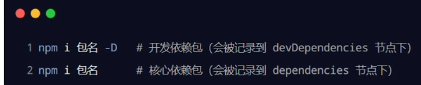 1 npm i 包名 -D # 开发依赖包（会被记录到 devDependencies 节点下）
2 npm i 包名 # 核心依赖包（会被记录到 dependencies 节点下）